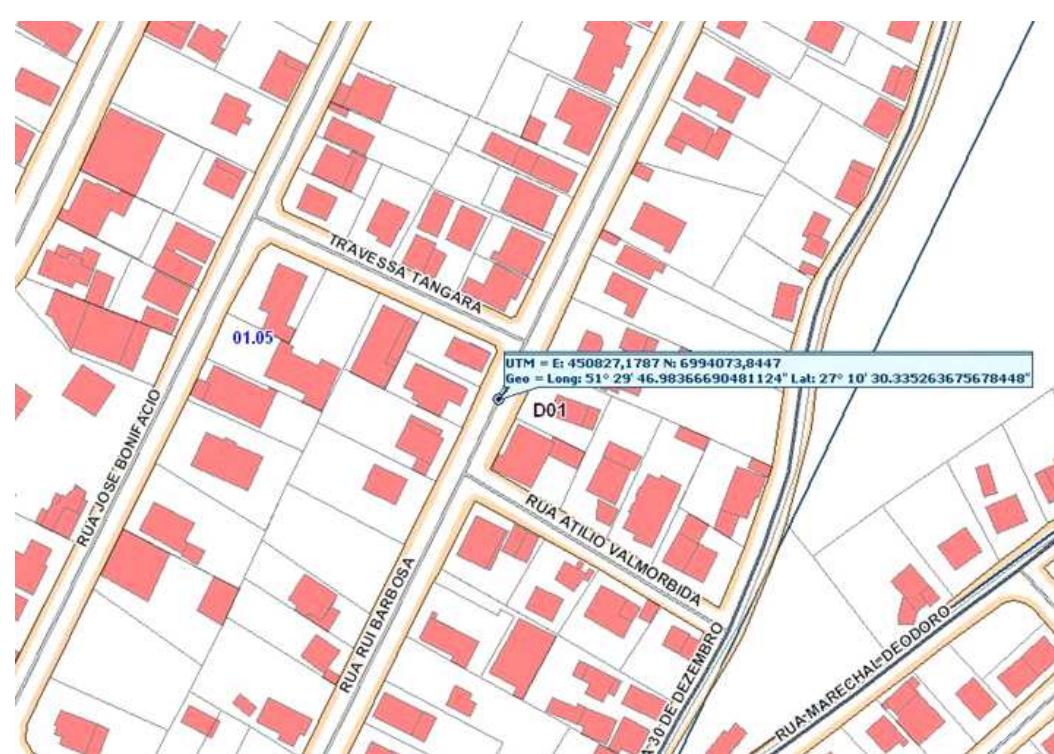 TRAVESSA TANGARA
01.05
UTM = E: 450827,1787 N: 6994073,8447
Geo = Long: 51° 29' 46.98366690481124" Lat: 27° 10' 30.335263675678448"
D01
RUA JOSE BONIFACIO
RUA ATILIO VALMORBIDA
RUA RUI BARBOSA
A 30 DE DEZEMBRO
RUA MARECHAL DEODORO